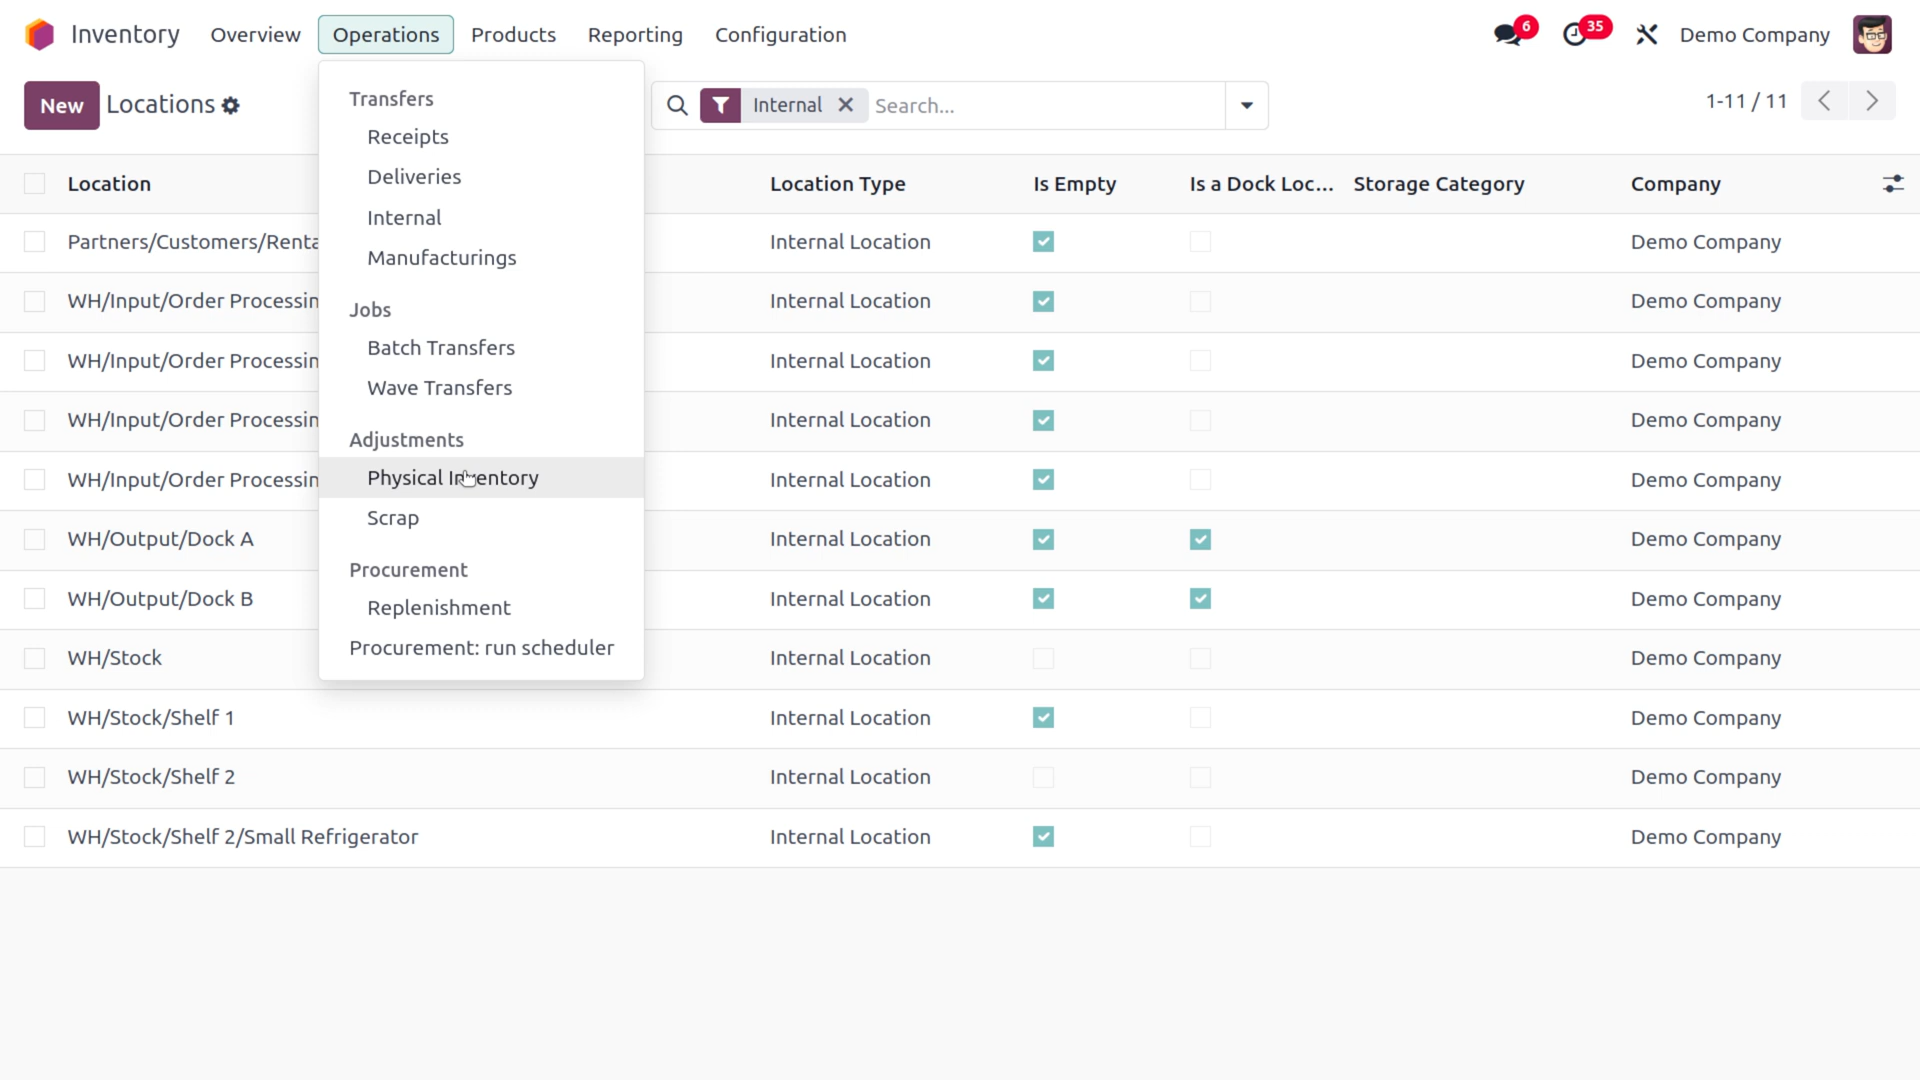 Inventory Overview Operations Products Reporting Configuration 6 35 Demo Company
New Locations Internal Search... 1-11 / 11
Transfers
Receipts
Deliveries
Internal
Manufacturings
Jobs
Batch Transfers
Wave Transfers
Adjustments
Physical Inventory
Scrap
Procurement
Replenishment
Procurement: run scheduler
Location Location Type Is Empty Is a Dock Loc... Storage Category Company
Partners/Customers/Renta Internal Location Demo Company
WH/Input/Order Processin Internal Location Demo Company
WH/Input/Order Processin Internal Location Demo Company
WH/Input/Order Processin Internal Location Demo Company
WH/Input/Order Processin Internal Location Demo Company
WH/Output/Dock A Internal Location Demo Company
WH/Output/Dock B Internal Location Demo Company
WH/Stock Internal Location Demo Company
WH/Stock/Shelf 1 Internal Location Demo Company
WH/Stock/Shelf 2 Internal Location Demo Company
WH/Stock/Shelf 2/Small Refrigerator Internal Location Demo Company